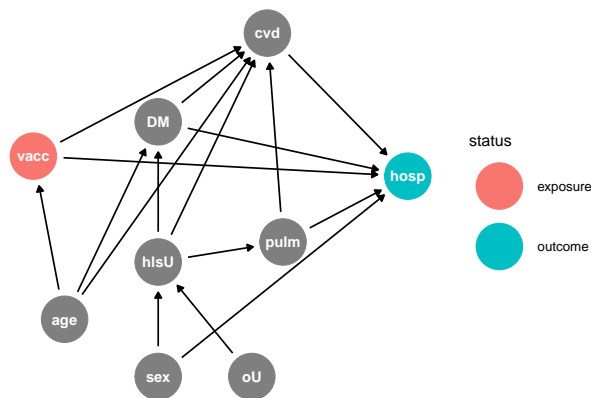 cvd
DM
vacc
hosp
pulm
hlsU
age
sex
oU
status
exposure
outcome